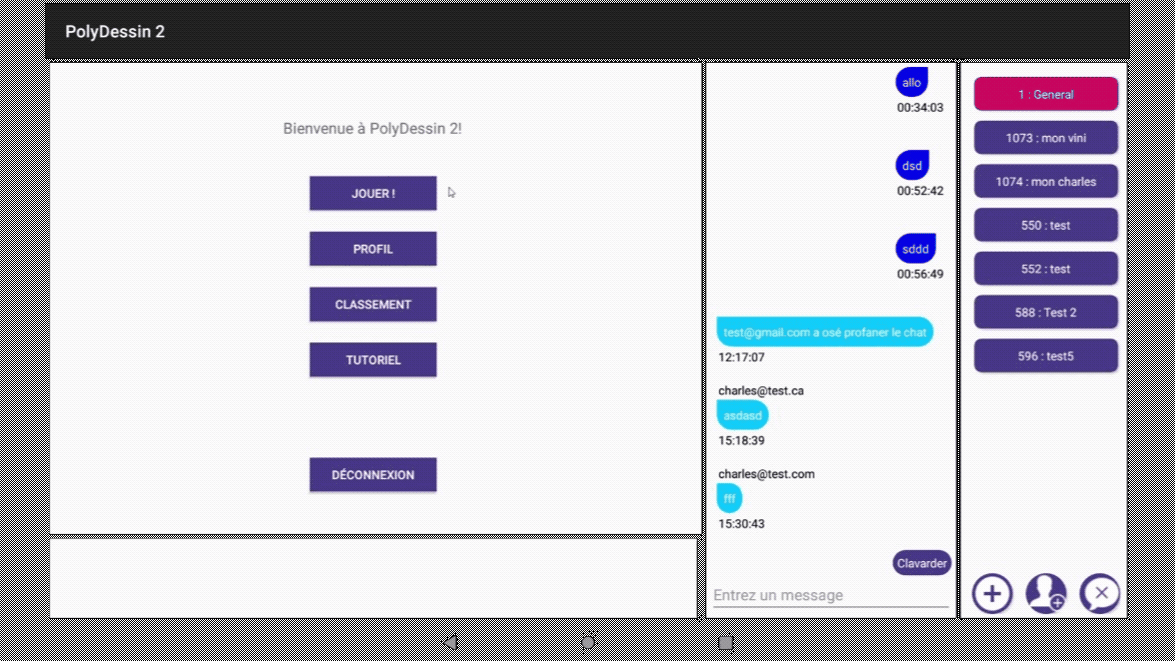 PolyDessin 2
Bienvenue à PolyDessin 2!
JOUER !
PROFIL
CLASSEMENT
TUTORIEL
DÉCONNEXION
allo
00:34:03
dsd
00:52:42
sddd
00:56:49
test@gmail.com a osé profaner le chat
12:17:07
charles@test.ca
asdasd
15:18:39
charles@test.com
fff
15:30:43
Clavarder
Entrez un message
1 : General
1073 : mon vini
1074 : mon charles
550 : test
552 : test
588 : Test 2
596 : test5